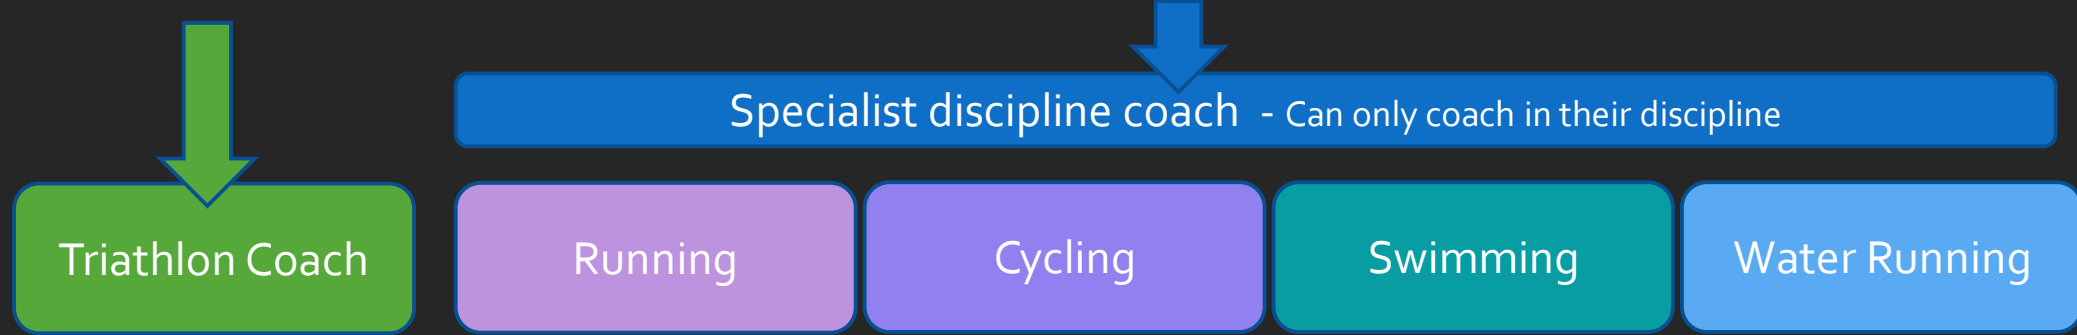 Specialist discipline coach - Can only coach in their discipline
Triathlon Coach
Running
Cycling
Swimming
Water Running